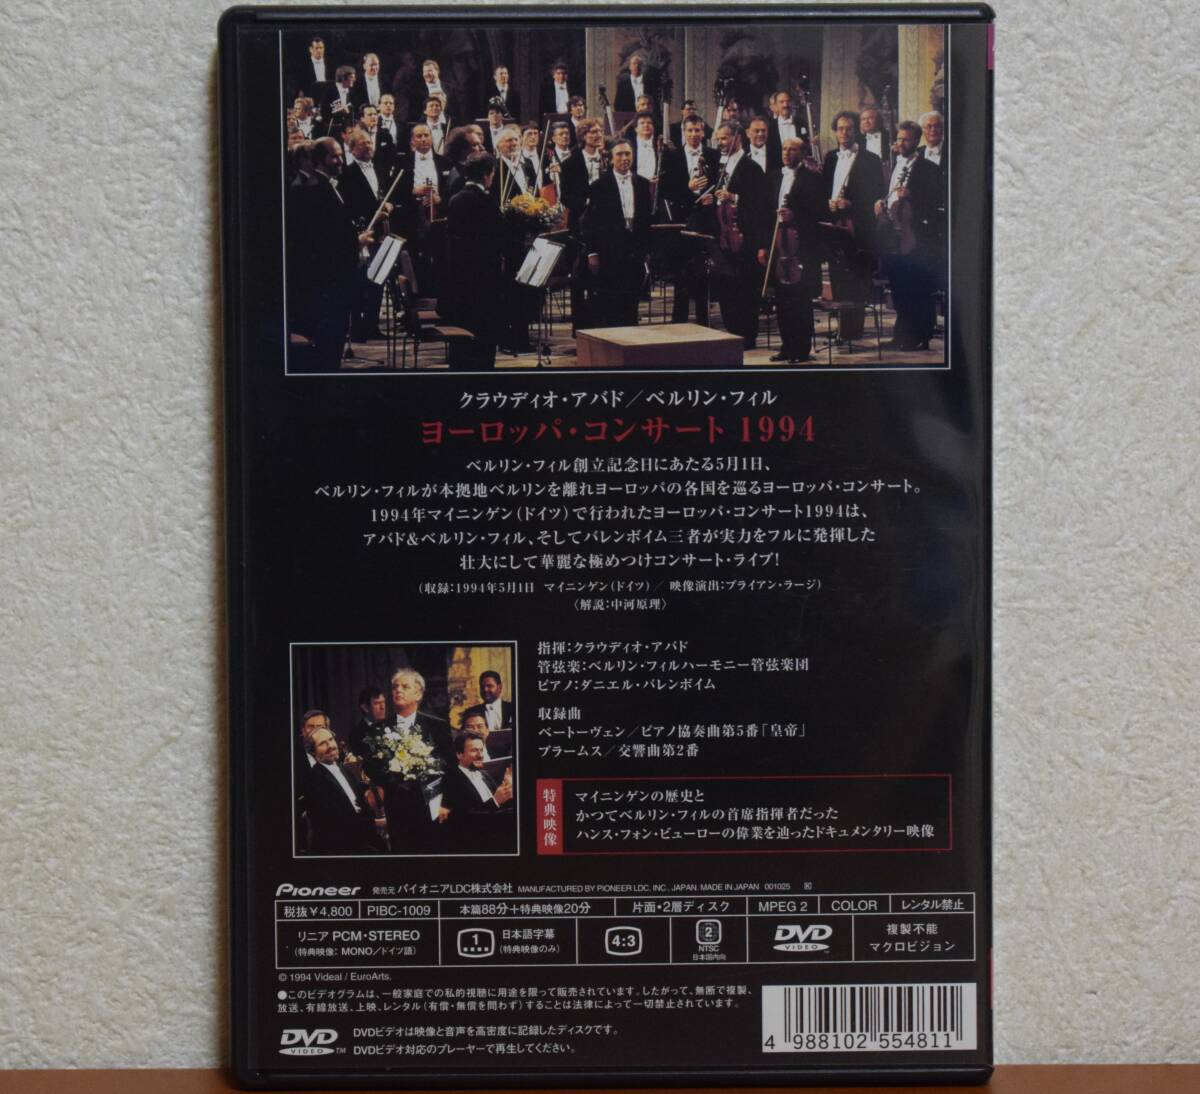 クラウディオ・アバド／ベルリン・フィル
ヨーロッパ・コンサート 1994
ベルリン・フィル創立記念日にあたる5月1日、
ベルリン・フィルが本拠地ベルリンを離れヨーロッパの各国を巡るヨーロッパ・コンサート。
1994年マイニンゲン(ドイツ)で行われたヨーロッパ・コンサート1994は、
アバド&ベルリン・フィル、そしてバレンボイム三者が実力をフルに発揮した
壮大にして華麗な極めつけコンサート・ライブ!
(収録:1994年5月1日 マイニンゲン(ドイツ)／ 映像演出:ブライアン・ラージ)
〈解説:中河原理〉
指揮:クラウディオ・アバド
管弦楽:ベルリン・フィルハーモニー管弦楽団
ピアノ:ダニエル・バレンボイム
収録曲
ベートーヴェン／ピアノ協奏曲第5番「皇帝」
ブラームス／交響曲第2番
特典映像
マイニンゲンの歴史と
かつてベルリン・フィルの首席指揮者だった
ハンス・フォン・ビューローの偉業を辿ったドキュメンタリー映像
Pioneer 発売元 パイオニアLDC株式会社 MANUFACTURED BY PIONEER LDC. INC., JAPAN. MADE IN JAPAN 001025 K
税抜¥4,800 PIBC-1009 本篇88分+特典映像20分 片面・2層ディスク MPEG 2 COLOR レンタル禁止
リニア PCM・STEREO
(特典映像: MONO／ドイツ語)
1
日本語字幕
(特典映像のみ)
4:3
2
NTSC
日本国内向
DVD
VIDEO
複製不能
マクロビジョン
© 1994 Videal / EuroArts.
●このビデオグラムは、一般家庭での私的視聴に用途を限って販売されています。したがって、無断で複製、
放送、有線放送、上映、レンタル(有償・無償を問わず)することは法律によって一切禁止されています。
DVD
VIDEO TM
DVDビデオは映像と音声を高密度に記録したディスクです。
DVDビデオ対応のプレーヤーで再生してください。
4 988102 554811